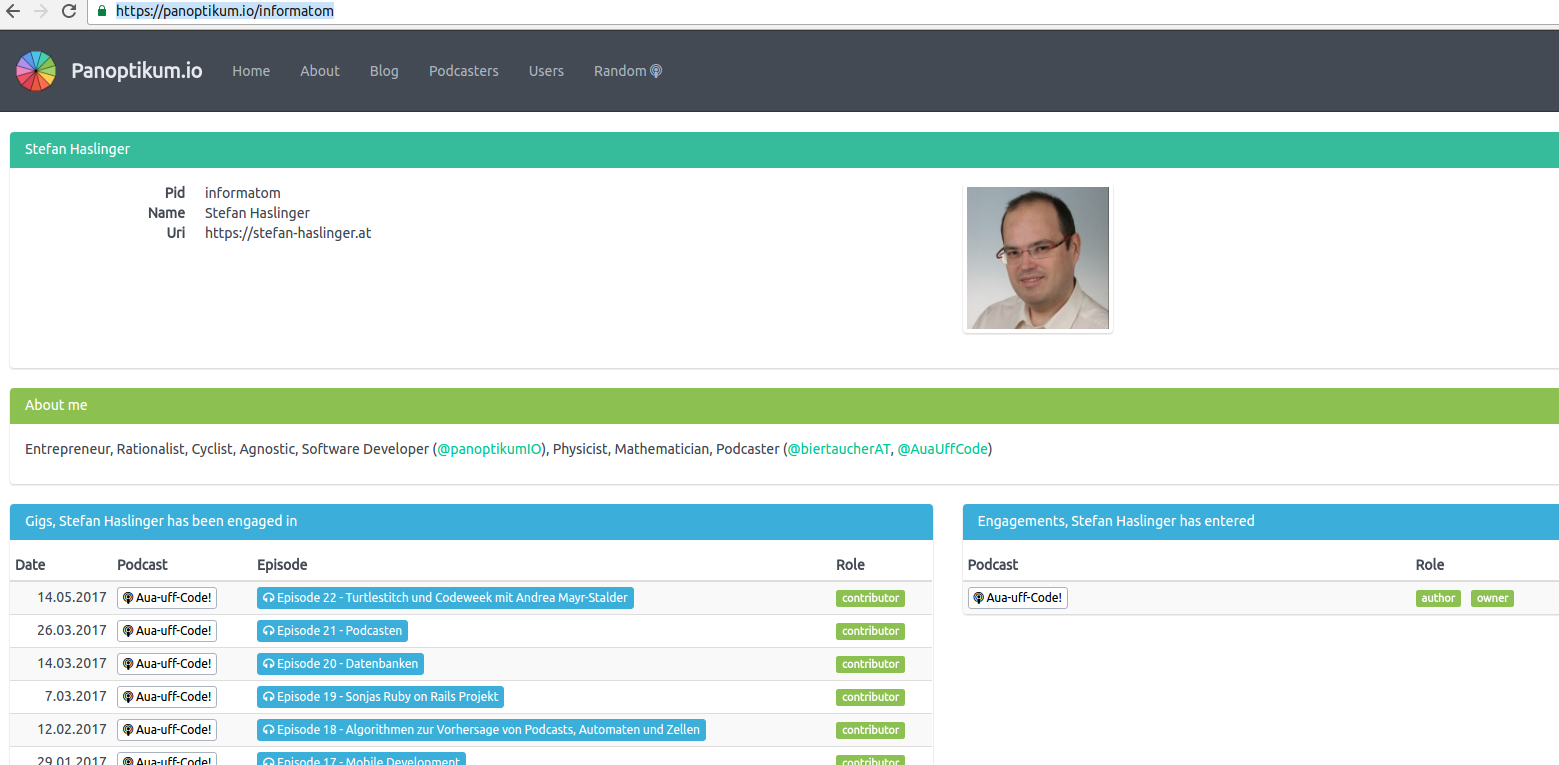 https://panoptikum.io/informatom
Panoptikum.io Home About Blog Podcasters Users Random
Stefan Haslinger
Pid informatom
Name Stefan Haslinger
Uri https://stefan-haslinger.at
About me
Entrepreneur, Rationalist, Cyclist, Agnostic, Software Developer (@panoptikumIO), Physicist, Mathematician, Podcaster (@biertaucherAT, @AuaUffCode)
Gigs, Stefan Haslinger has been engaged in
Date Podcast Episode Role
14.05.2017 Aua-uff-Code! Episode 22 - Turtlestitch und Codeweek mit Andrea Mayr-Stalder contributor
26.03.2017 Aua-uff-Code! Episode 21 - Podcasten contributor
14.03.2017 Aua-uff-Code! Episode 20 - Datenbanken contributor
7.03.2017 Aua-uff-Code! Episode 19 - Sonjas Ruby on Rails Projekt contributor
12.02.2017 Aua-uff-Code! Episode 18 - Algorithmen zur Vorhersage von Podcasts, Automaten und Zellen contributor
29.01.2017 Aua-uff-Code! Episode 17 - Mobile Development contributor
Engagements, Stefan Haslinger has entered
Podcast Role
Aua-uff-Code! author owner